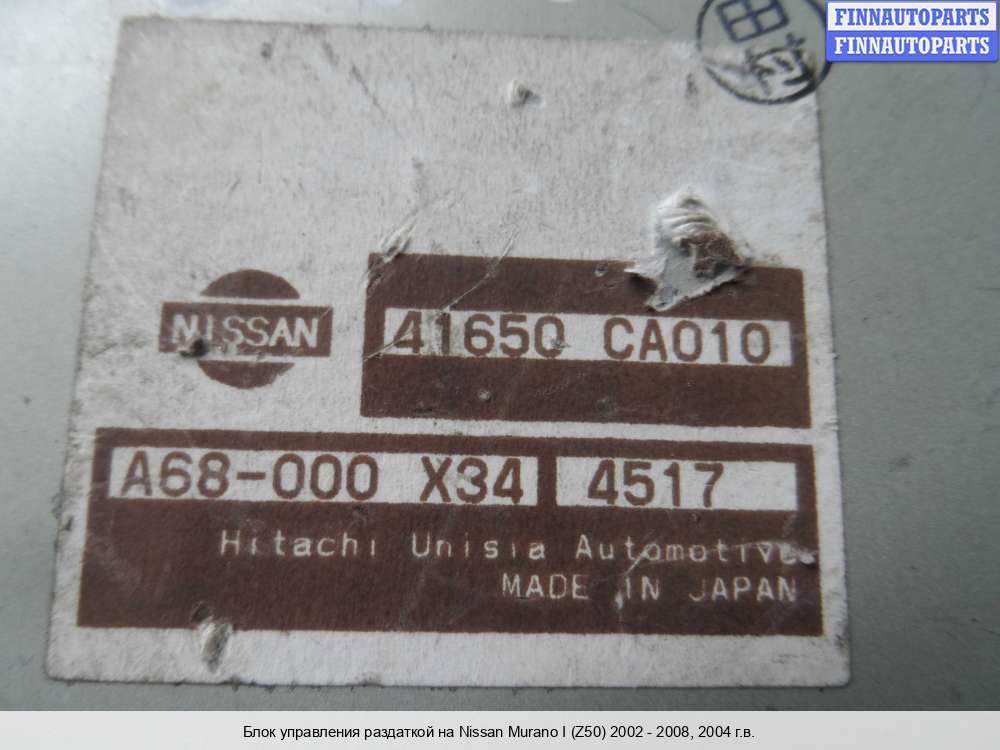 FINNAUTOPARTS
FINNAUTOPARTS
NISSAN
41650 CA010
A68-000 X34 4517
Hitachi Unisia Automotive
MADE IN JAPAN
Блок управления раздаткой на Nissan Murano I (Z50) 2002 - 2008, 2004 г.в.